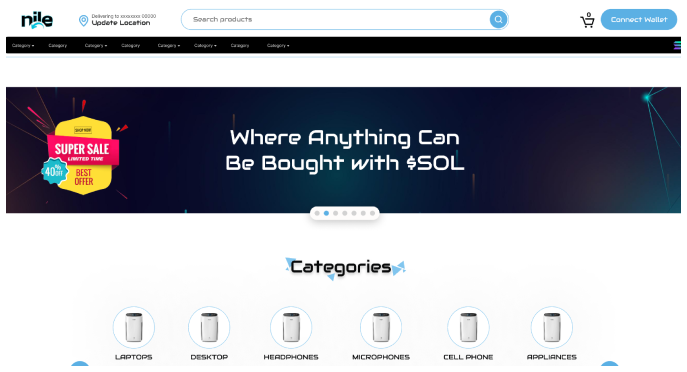 nile
Delivering to xxxxxxxx 00000
Update Location
Search products
0
Connect Wallet
Category
Category
Category
Category
Category
Category
Category
Category
SHOP NOW!
SUPER SALE
LIMITED TIME
40% OFF
BEST
OFFER
Where Anything Can
Be Bought with $SOL
Categories
LAPTOPS
DESKTOP
HEADPHONES
MICROPHONES
CELL PHONE
APPLIANCES